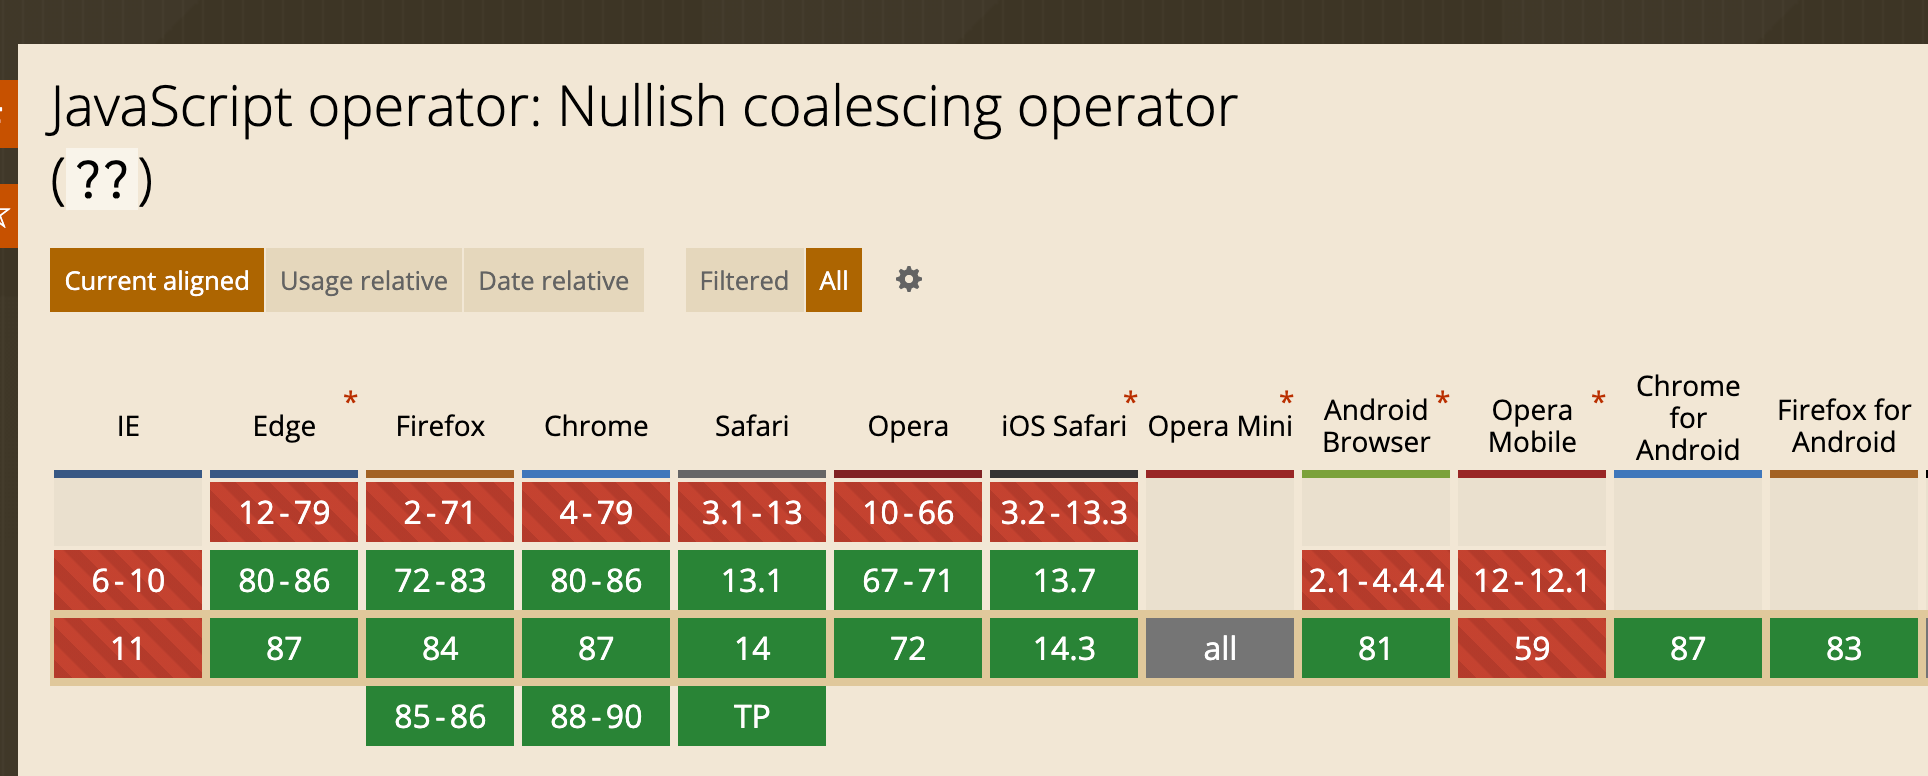 JavaScript operator: Nullish coalescing operator
(??)
Current aligned Usage relative Date relative Filtered All
IE Edge * Firefox Chrome Safari Opera iOS Safari * Opera Mini * Android Browser * Opera Mobile * Chrome for Android Firefox for Android
12-79 2-71 4-79 3.1-13 10-66 3.2-13.3
6-10 80-86 72-83 80-86 13.1 67-71 13.7 2.1-4.4.4 12-12.1
11 87 84 87 14 72 14.3 all 81 59 87 83
85-86 88-90 TP